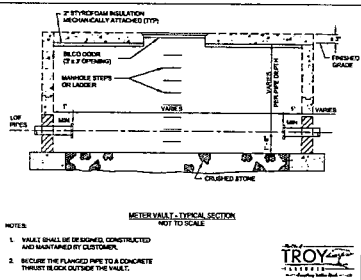 2" STYROFOAM INSULATION
MECHANICALLY ATTACHED (TYP)
BILCO DOOR
(3' x 3' OPENING)
MANHOLE STEPS
OR LADDER
FINISHED
GRADE
VARIES
PER PIPE DEPTH
1'
VARIES
VARIES
MIN
MIN
PIPES
CRUSHED STONE
METER VAULT - TYPICAL SECTION
NOT TO SCALE
NOTES:
1. VAULT SHALL BE DESIGNED, CONSTRUCTED
AND MAINTAINED BY CUSTOMER.
2. SECURE THE FLANGED PIPE TO A CONCRETE
THRUST BLOCK OUTSIDE THE VAULT.
TROY
ILLINOIS